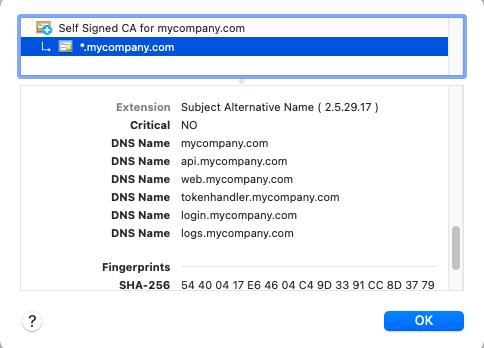 Self Signed CA for mycompany.com
*.mycompany.com
Extension Subject Alternative Name ( 2.5.29.17 )
Critical NO
DNS Name mycompany.com
DNS Name api.mycompany.com
DNS Name web.mycompany.com
DNS Name tokenhandler.mycompany.com
DNS Name login.mycompany.com
DNS Name logs.mycompany.com
Fingerprints
SHA-256 54 40 04 17 E6 46 04 C4 9D 33 91 CC 8D 37 79
? OK